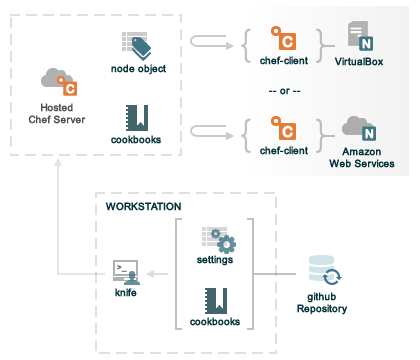 node object
Hosted
Chef Server
cookbooks
C
chef-client
N
VirtualBox
-- or --
C
chef-client
N
Amazon
Web Services
C
WORKSTATION
>_
knife
settings
cookbooks
github
Repository